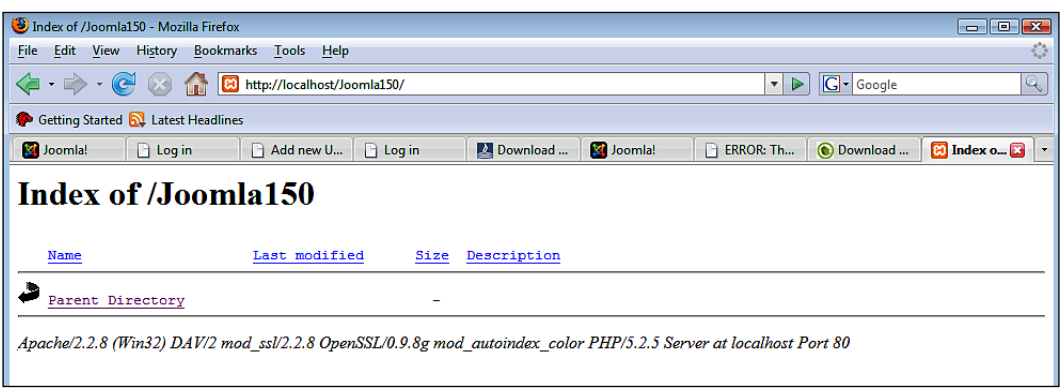 Index of /Joomla150 - Mozilla Firefox
File Edit View History Bookmarks Tools Help
http://localhost/Joomla150/ G Google
Getting Started Latest Headlines
Joomla! Log in Add new U... Log in Download ... Joomla! ERROR: Th... Download ... Index o...
Index of /Joomla150
Name Last modified Size Description
Parent Directory -
Apache/2.2.8 (Win32) DAV/2 mod_ssl/2.2.8 OpenSSL/0.9.8g mod_autoindex_color PHP/5.2.5 Server at localhost Port 80